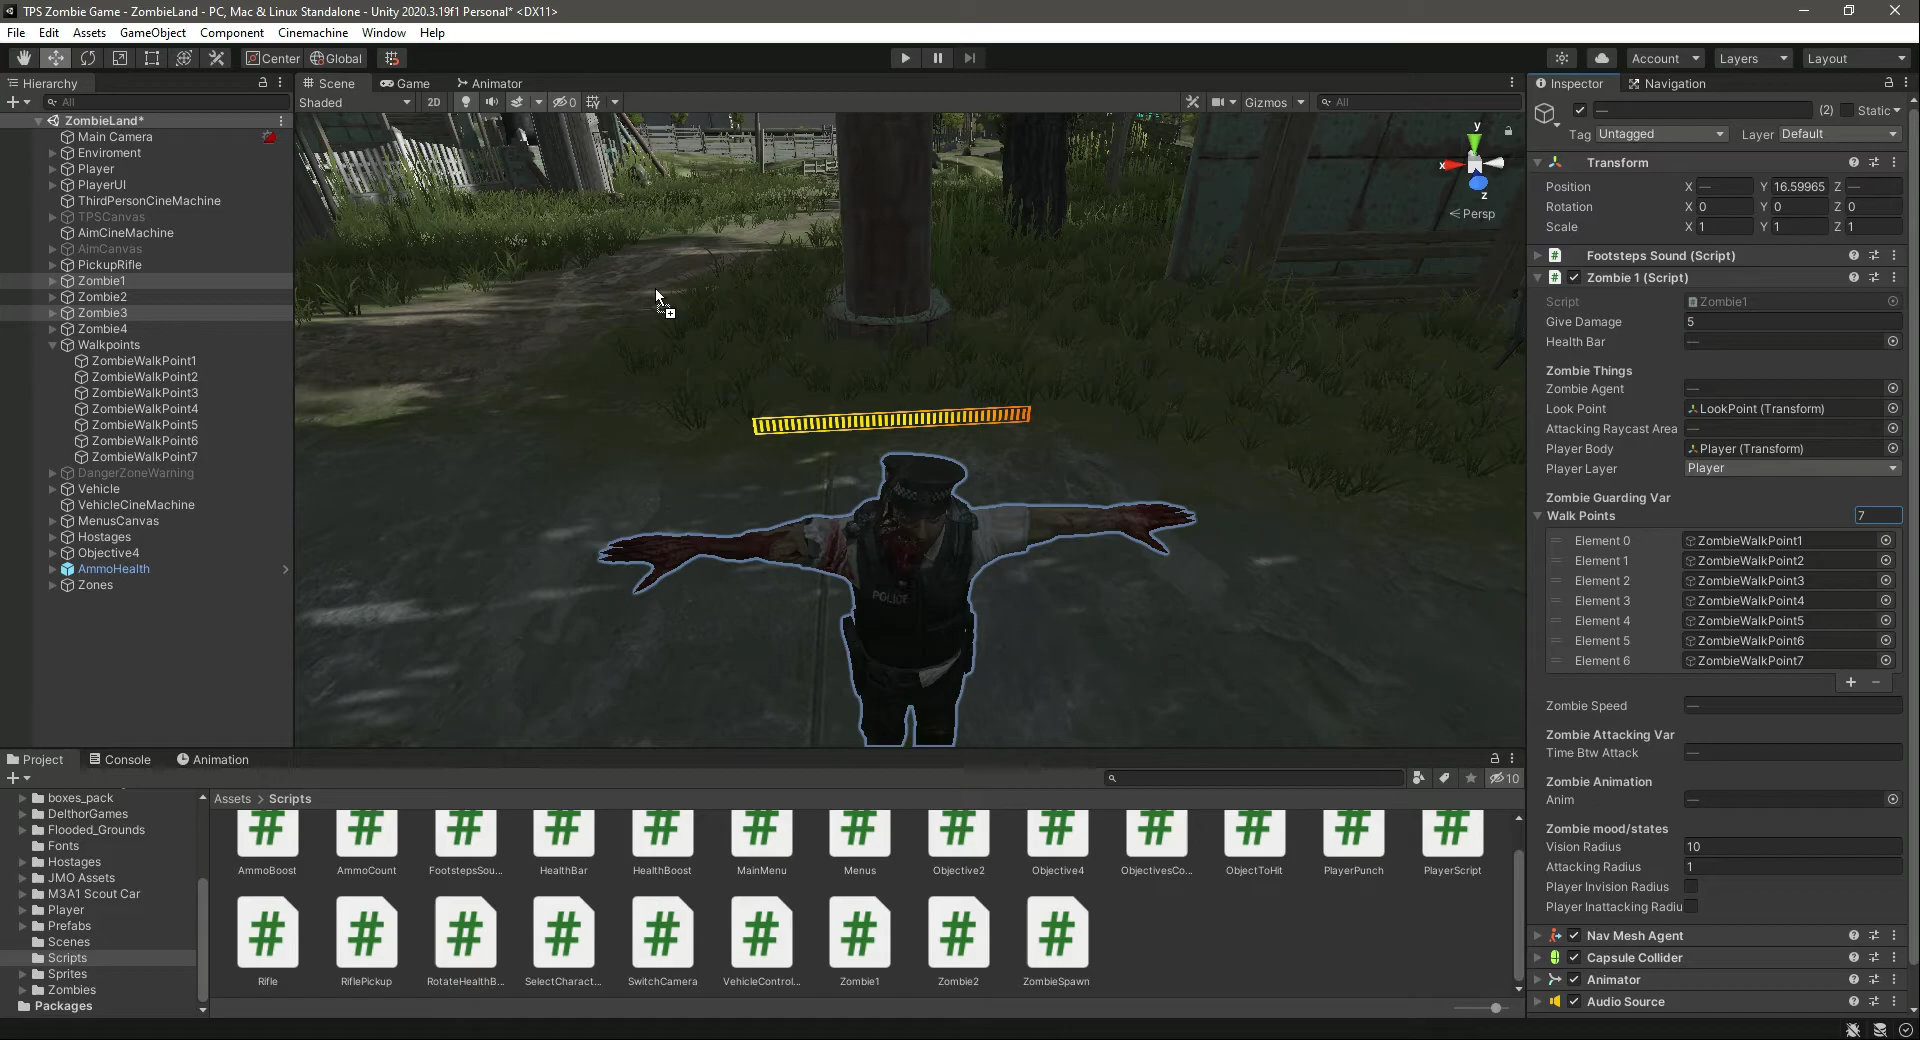 TPS Zombie Game - ZombieLand - PC, Mac & Linux Standalone - Unity 2020.3.19f1 Personal* <DX11>
File Edit Assets GameObject Component Cinemachine Window Help
Center Global Account Layers Layout
Hierarchy
All
ZombieLand*
Main Camera
Enviroment
Player
PlayerUI
ThirdPersonCineMachine
TPSCanvas
AimCineMachine
AimCanvas
PickupRifle
Zombie1
Zombie2
Zombie3
Zombie4
Walkpoints
ZombieWalkPoint1
ZombieWalkPoint2
ZombieWalkPoint3
ZombieWalkPoint4
ZombieWalkPoint5
ZombieWalkPoint6
ZombieWalkPoint7
DangerZoneWarning
Vehicle
VehicleCineMachine
MenusCanvas
Hostages
Objective4
AmmoHealth
Zones
Scene Game Animator
Shaded 2D 0 Gizmos All
y
x
z
Persp
POLICE
Inspector Navigation
— (2) Static
Tag Untagged Layer Default
Transform
Position X — Y 16.59965 Z —
Rotation X 0 Y 0 Z 0
Scale X 1 Y 1 Z 1
Footsteps Sound (Script)
Zombie 1 (Script)
Script Zombie1
Give Damage 5
Health Bar —
Zombie Things
Zombie Agent —
Look Point LookPoint (Transform)
Attacking Raycast Area —
Player Body Player (Transform)
Player Layer Player
Zombie Guarding Var
Walk Points 7
Element 0 ZombieWalkPoint1
Element 1 ZombieWalkPoint2
Element 2 ZombieWalkPoint3
Element 3 ZombieWalkPoint4
Element 4 ZombieWalkPoint5
Element 5 ZombieWalkPoint6
Element 6 ZombieWalkPoint7
Zombie Speed —
Zombie Attacking Var
Time Btw Attack —
Zombie Animation
Anim —
Zombie mood/states
Vision Radius 10
Attacking Radius 1
Player Invision Radius
Player Inattacking Radiu
Nav Mesh Agent
Capsule Collider
Animator
Audio Source
Project Console Animation
10
boxes_pack
DelthorGames
Flooded_Grounds
Fonts
Hostages
JMO Assets
M3A1 Scout Car
Player
Prefabs
Scenes
Scripts
Sprites
Zombies
Packages
Assets > Scripts
AmmoBoost AmmoCount FootstepsSou... HealthBar HealthBoost MainMenu Menus Objective2 Objective4 ObjectivesCo... ObjectToHit PlayerPunch PlayerScript
Rifle RiflePickup RotateHealthB... SelectCharact... SwitchCamera VehicleControl... Zombie1 Zombie2 ZombieSpawn